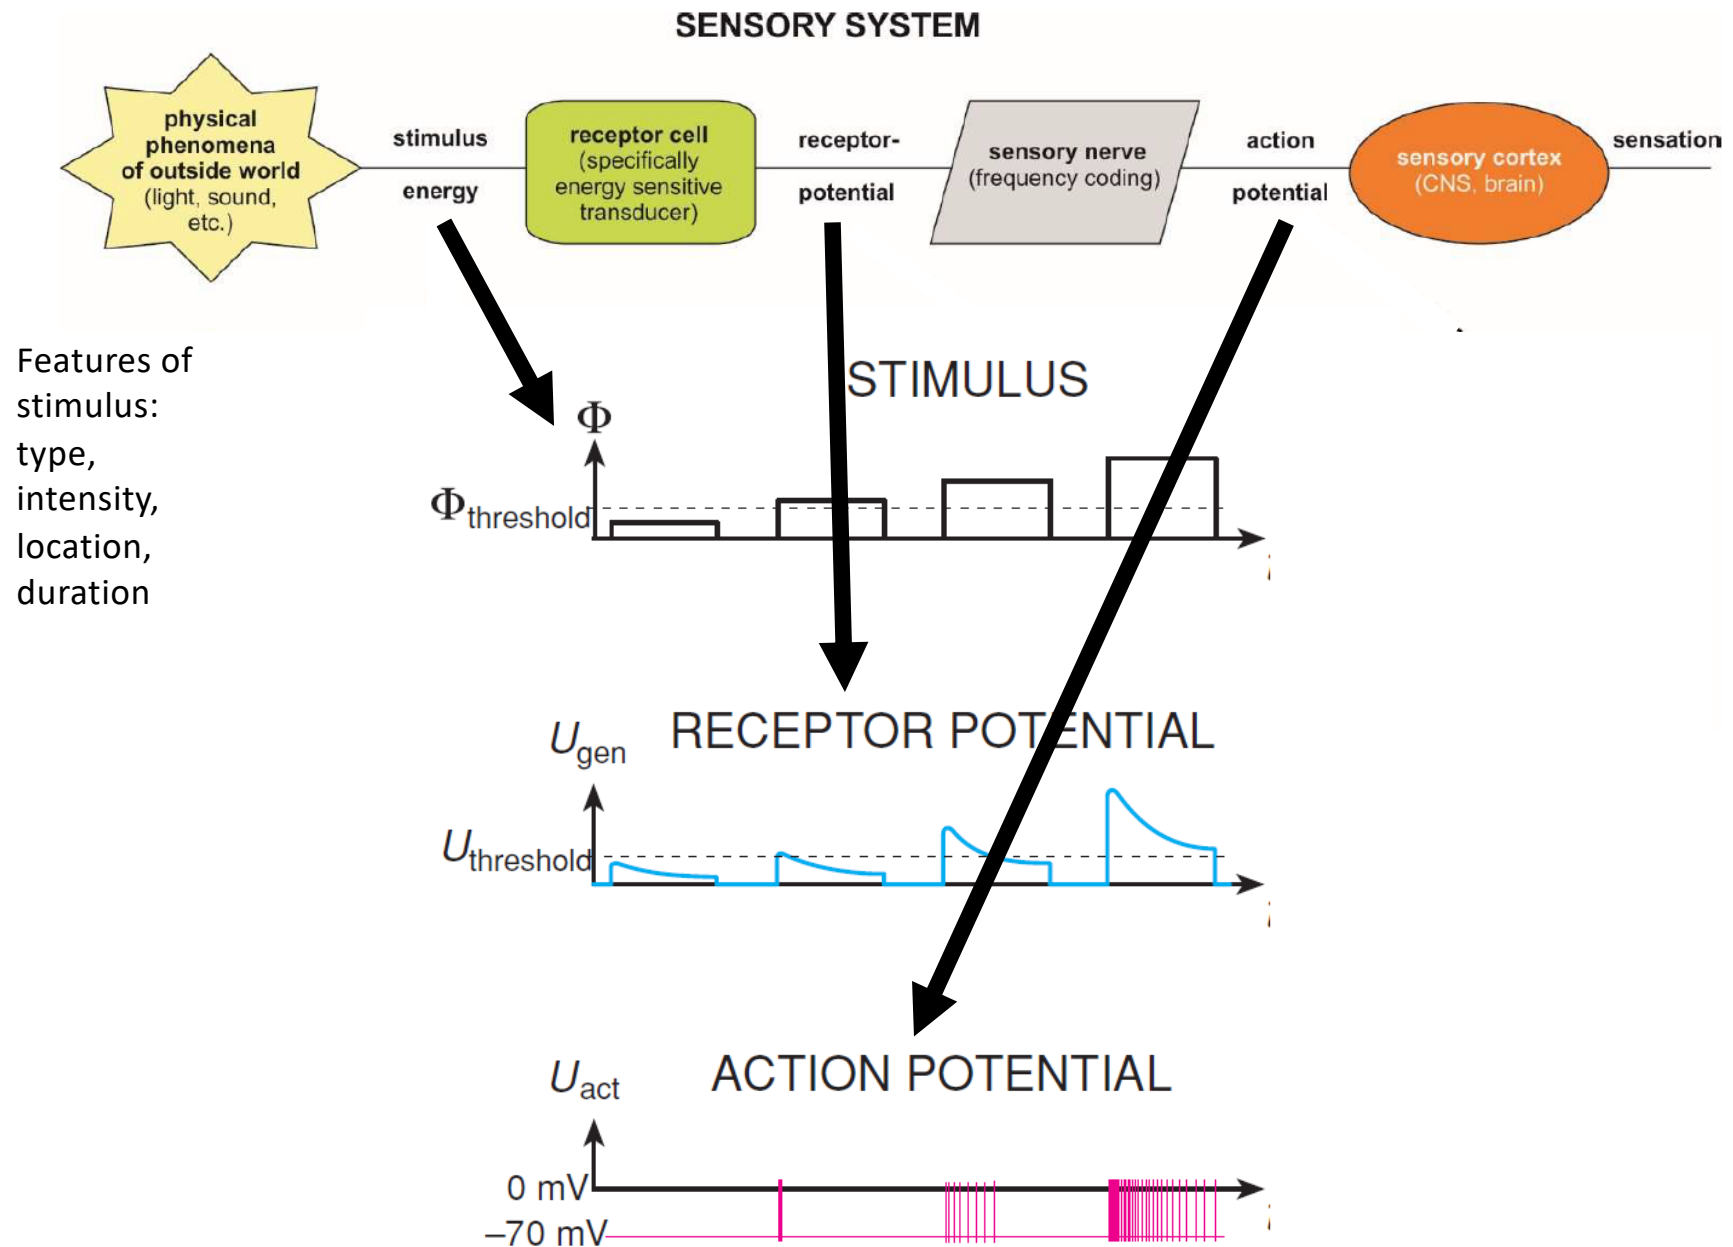 SENSORY SYSTEM
physical
phenomena
of outside world
(light, sound,
etc.)
stimulus
energy
receptor cell
(specifically
energy sensitive
transducer)
receptor-
potential
sensory nerve
(frequency coding)
action
potential
sensory cortex
(CNS, brain)
sensation
Features of
stimulus:
type,
intensity,
location,
duration
STIMULUS
Φ
Φthreshold
RECEPTOR POTENTIAL
Ugen
Uthreshold
ACTION POTENTIAL
Uact
0 mV
–70 mV